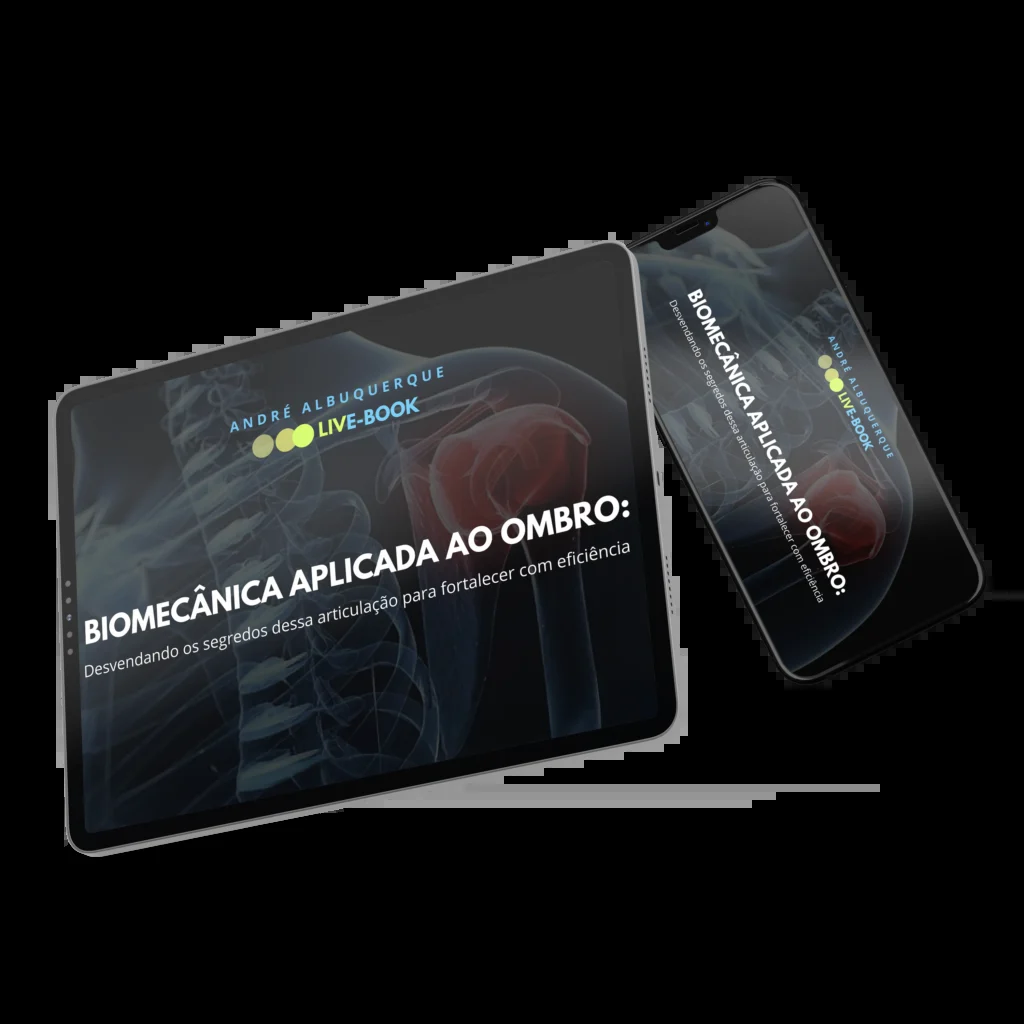 ANDRÉ ALBUQUERQUE
LIVE-BOOK
BIOMECÂNICA APLICADA AO OMBRO:
Desvendando os segredos dessa articulação para fortalecer com eficiência
ANDRÉ ALBUQUERQUE
LIVE-BOOK
BIOMECÂNICA APLICADA AO OMBRO:
Desvendando os segredos dessa articulação para fortalecer com eficiência